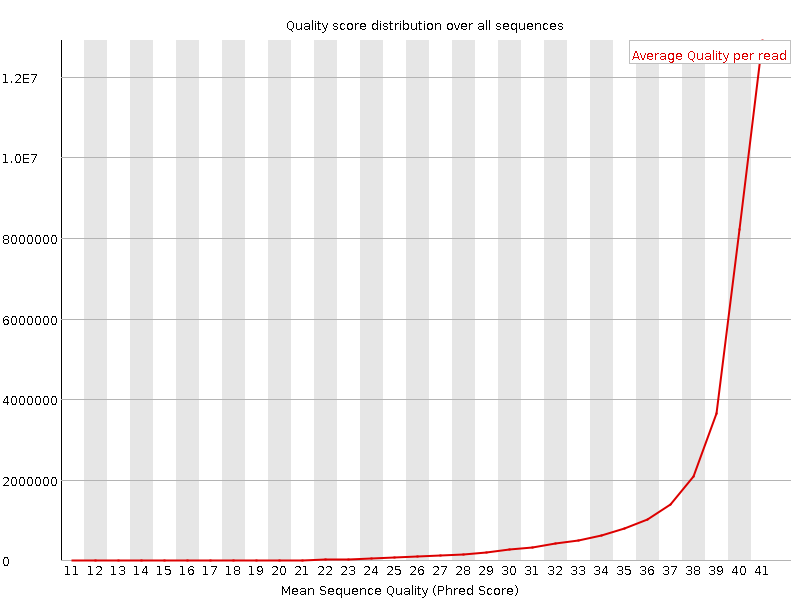 Quality score distribution over all sequences
Average Quality per read
1.2E7
1.0E7
8000000
6000000
4000000
2000000
0
11 12 13 14 15 16 17 18 19 20 21 22 23 24 25 26 27 28 29 30 31 32 33 34 35 36 37 38 39 40 41
Mean Sequence Quality (Phred Score)